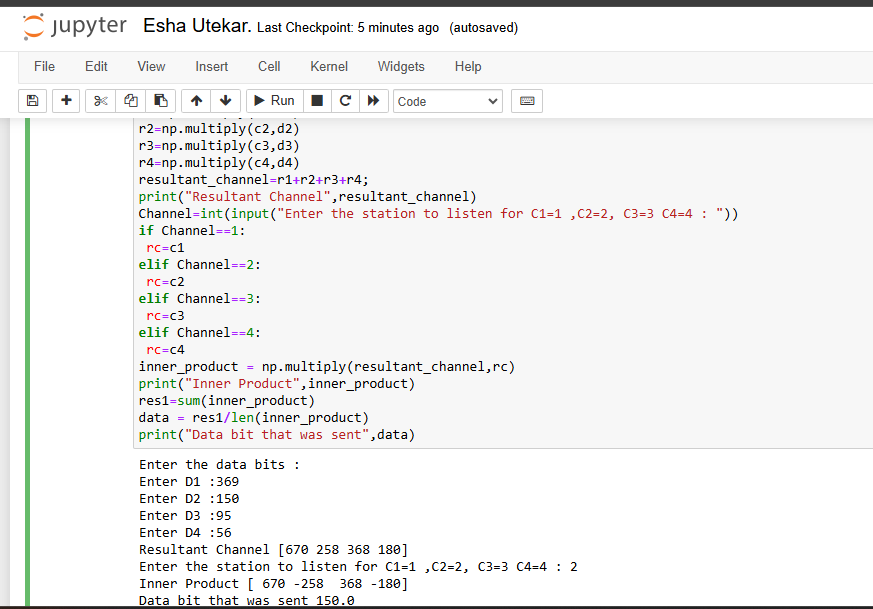 jupyter Esha Utekar. Last Checkpoint: 5 minutes ago (autosaved)
File Edit View Insert Cell Kernel Widgets Help
Run Code
r2=np.multiply(c2,d2)
r3=np.multiply(c3,d3)
r4=np.multiply(c4,d4)
resultant_channel=r1+r2+r3+r4;
print("Resultant Channel",resultant_channel)
Channel=int(input("Enter the station to listen for C1=1 ,C2=2, C3=3 C4=4 : "))
if Channel==1:
 rc=c1
elif Channel==2:
 rc=c2
elif Channel==3:
 rc=c3
elif Channel==4:
 rc=c4
inner_product = np.multiply(resultant_channel,rc)
print("Inner Product",inner_product)
res1=sum(inner_product)
data = res1/len(inner_product)
print("Data bit that was sent",data)
Enter the data bits :
Enter D1 :369
Enter D2 :150
Enter D3 :95
Enter D4 :56
Resultant Channel [670 258 368 180]
Enter the station to listen for C1=1 ,C2=2, C3=3 C4=4 : 2
Inner Product [ 670 -258  368 -180]
Data bit that was sent 150.0